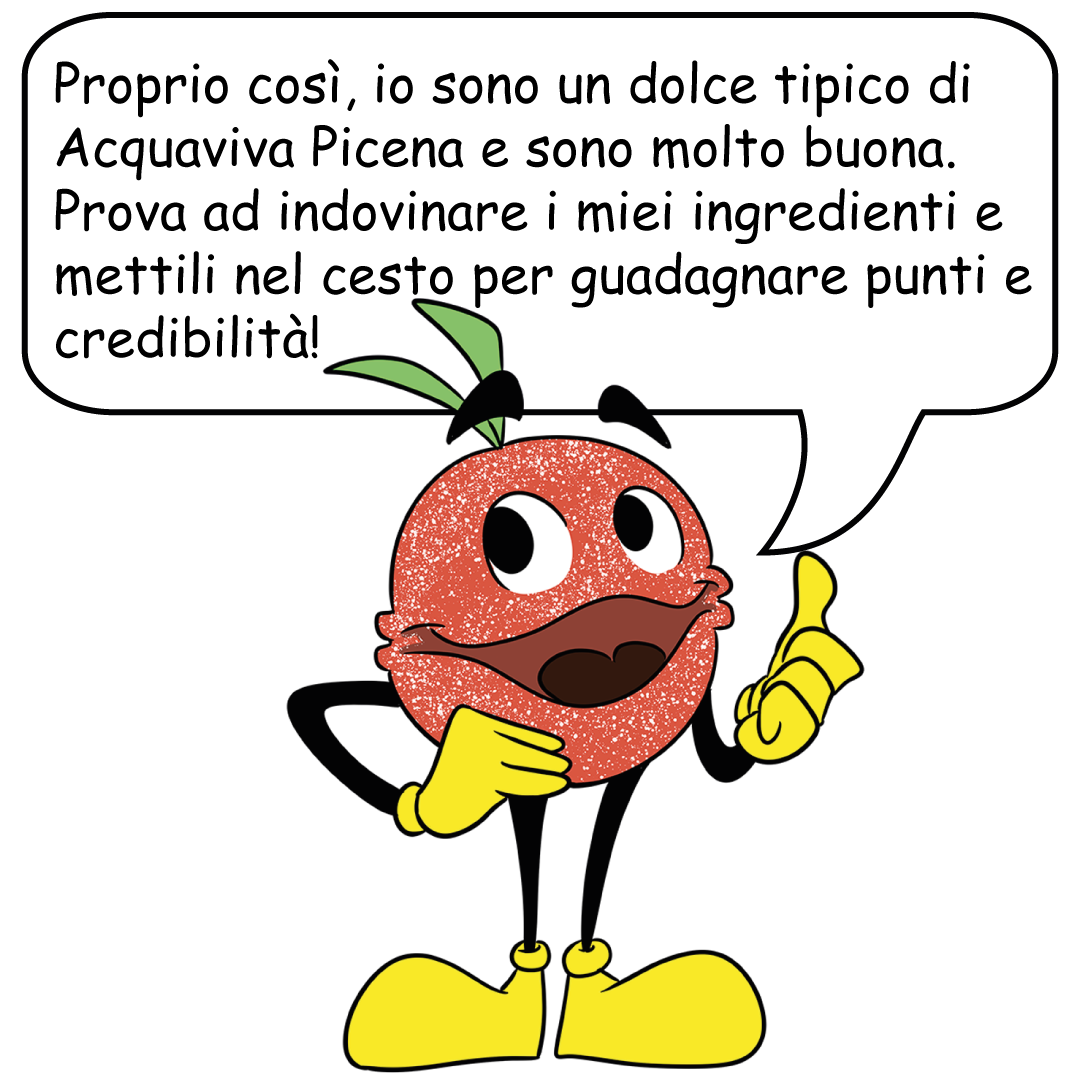 Proprio così, io sono un dolce tipico di
Acquaviva Picena e sono molto buona.
Prova ad indovinare i miei ingredienti e
mettili nel cesto per guadagnare punti e
credibilità!